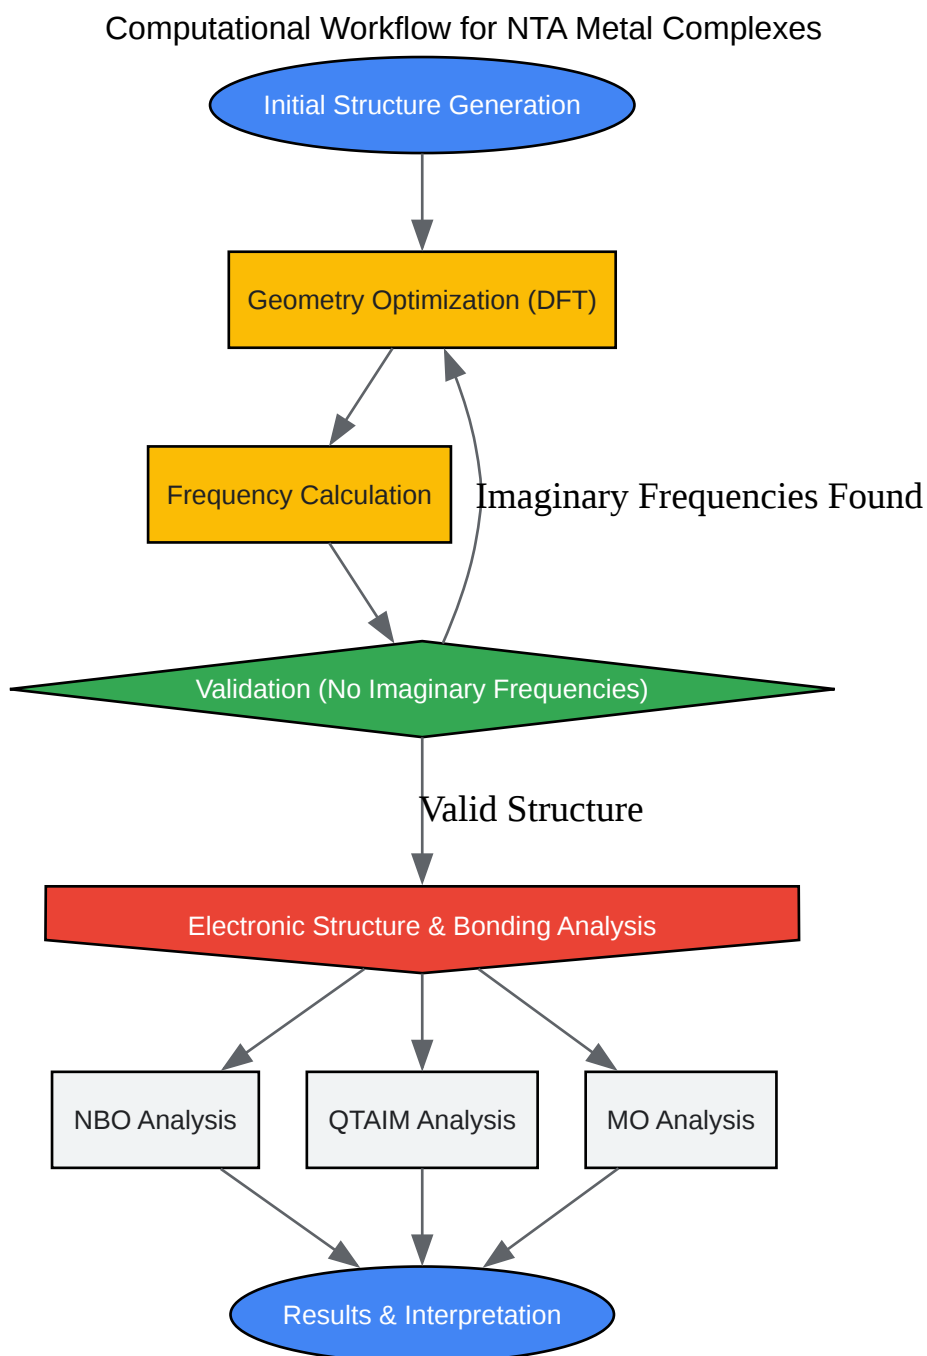 Computational Workflow for NTA Metal Complexes
Initial Structure Generation
Geometry Optimization (DFT)
Frequency Calculation
Imaginary Frequencies Found
Validation (No Imaginary Frequencies)
Valid Structure
Electronic Structure & Bonding Analysis
NBO Analysis
QTAIM Analysis
MO Analysis
Results & Interpretation